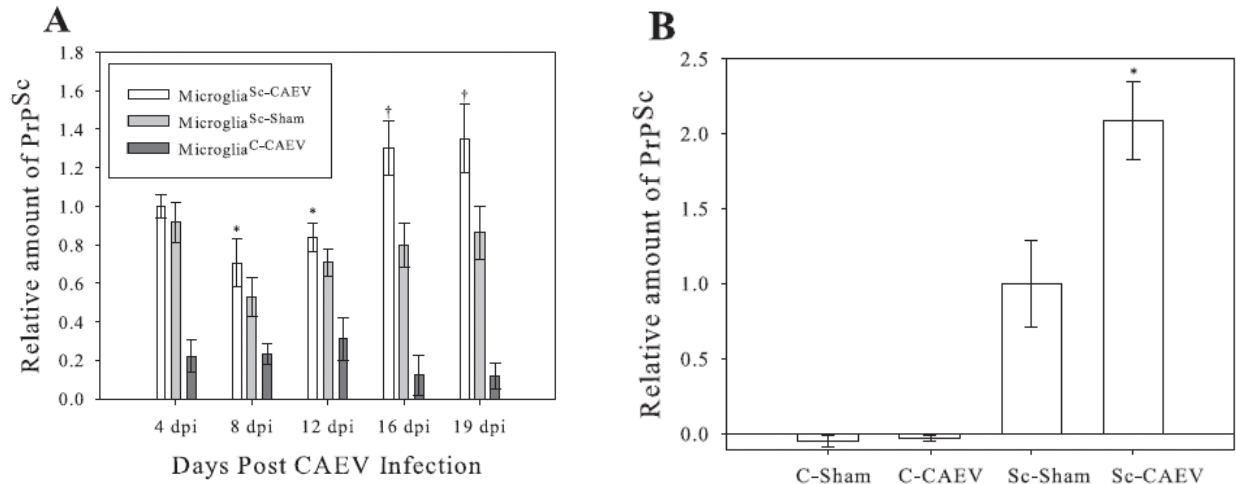 A
Relative amount of PrPSc
1.8
1.6
1.4
1.2
1.0
0.8
0.6
0.4
0.2
0.0
MicrogliaSc-CAEV
MicrogliaSc-Sham
MicrogliaC-CAEV
*
*
†
†
4 dpi 8 dpi 12 dpi 16 dpi 19 dpi
Days Post CAEV Infection
B
Relative amount of PrPSc
2.5
2.0
1.5
1.0
0.5
0.0
*
C-Sham C-CAEV Sc-Sham Sc-CAEV